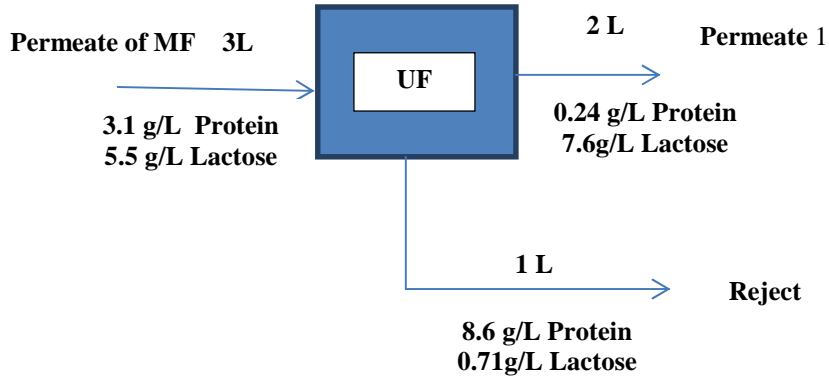 Permeate of MF 3L
3.1 g/L Protein
5.5 g/L Lactose
UF
2 L
Permeate 1
0.24 g/L Protein
7.6g/L Lactose
1 L
Reject
8.6 g/L Protein
0.71g/L Lactose